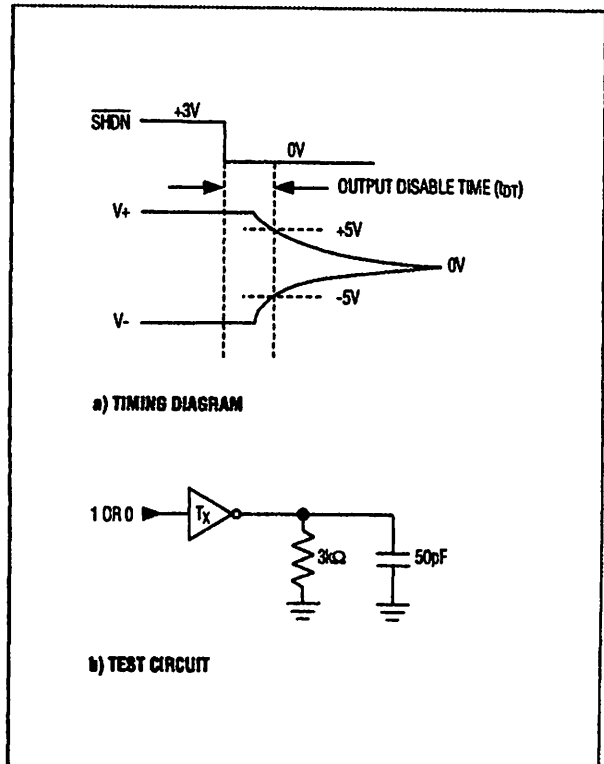 +3V
SHDN
0V
OUTPUT DISABLE TIME (tDT)
V+
+5V
0V
-5V
V-
a) TIMING DIAGRAM
1 OR 0
TX
3kΩ
50pF
b) TEST CIRCUIT